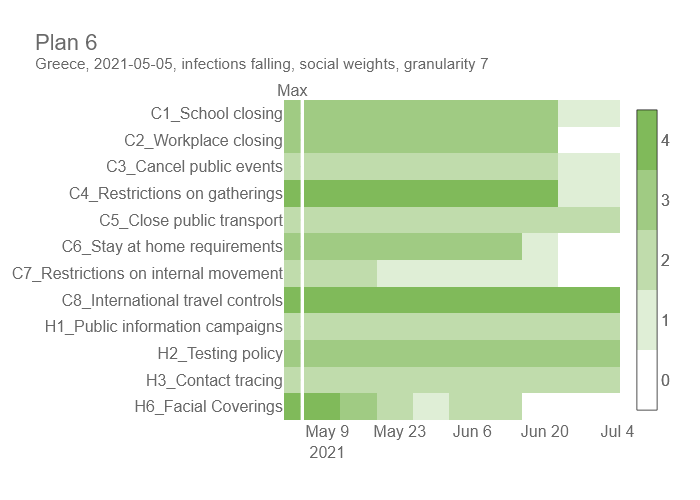 Plan 6
Greece, 2021-05-05, infections falling, social weights, granularity 7
Max
C1_School closing
C2_Workplace closing
C3_Cancel public events
C4_Restrictions on gatherings
C5_Close public transport
C6_Stay at home requirements
C7_Restrictions on internal movement
C8_International travel controls
H1_Public information campaigns
H2_Testing policy
H3_Contact tracing
H6_Facial Coverings
May 9 May 23 Jun 6 Jun 20 Jul 4
2021
4
3
2
1
0